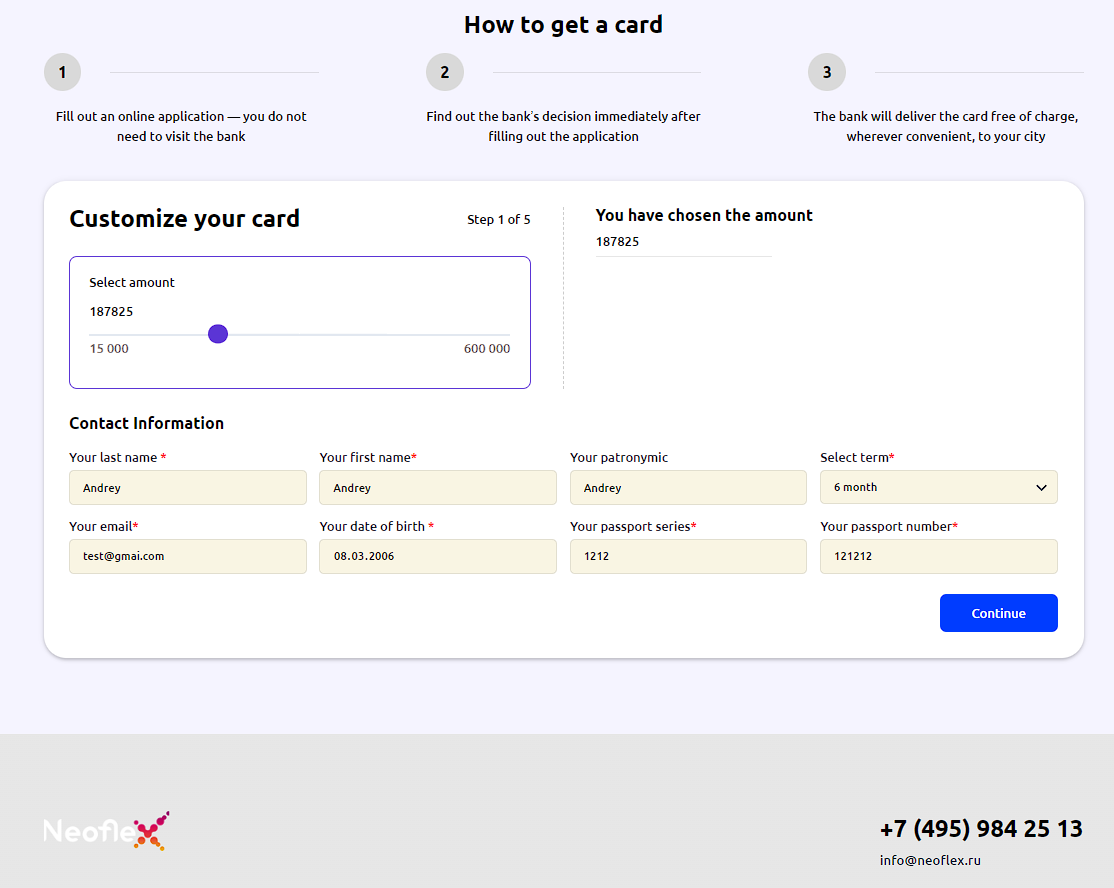 How to get a card
1
2
3
Fill out an online application — you do not
need to visit the bank
Find out the bank's decision immediately after
filling out the application
The bank will deliver the card free of charge,
wherever convenient, to your city
Customize your card
Step 1 of 5
Select amount
187825
15 000
600 000
You have chosen the amount
187825
Contact Information
Your last name *
Your first name*
Your patronymic
Select term*
Andrey
Andrey
Andrey
6 month
Your email*
Your date of birth *
Your passport series*
Your passport number*
test@gmai.com
08.03.2006
1212
121212
Continue
Neoflex
+7 (495) 984 25 13
info@neoflex.ru